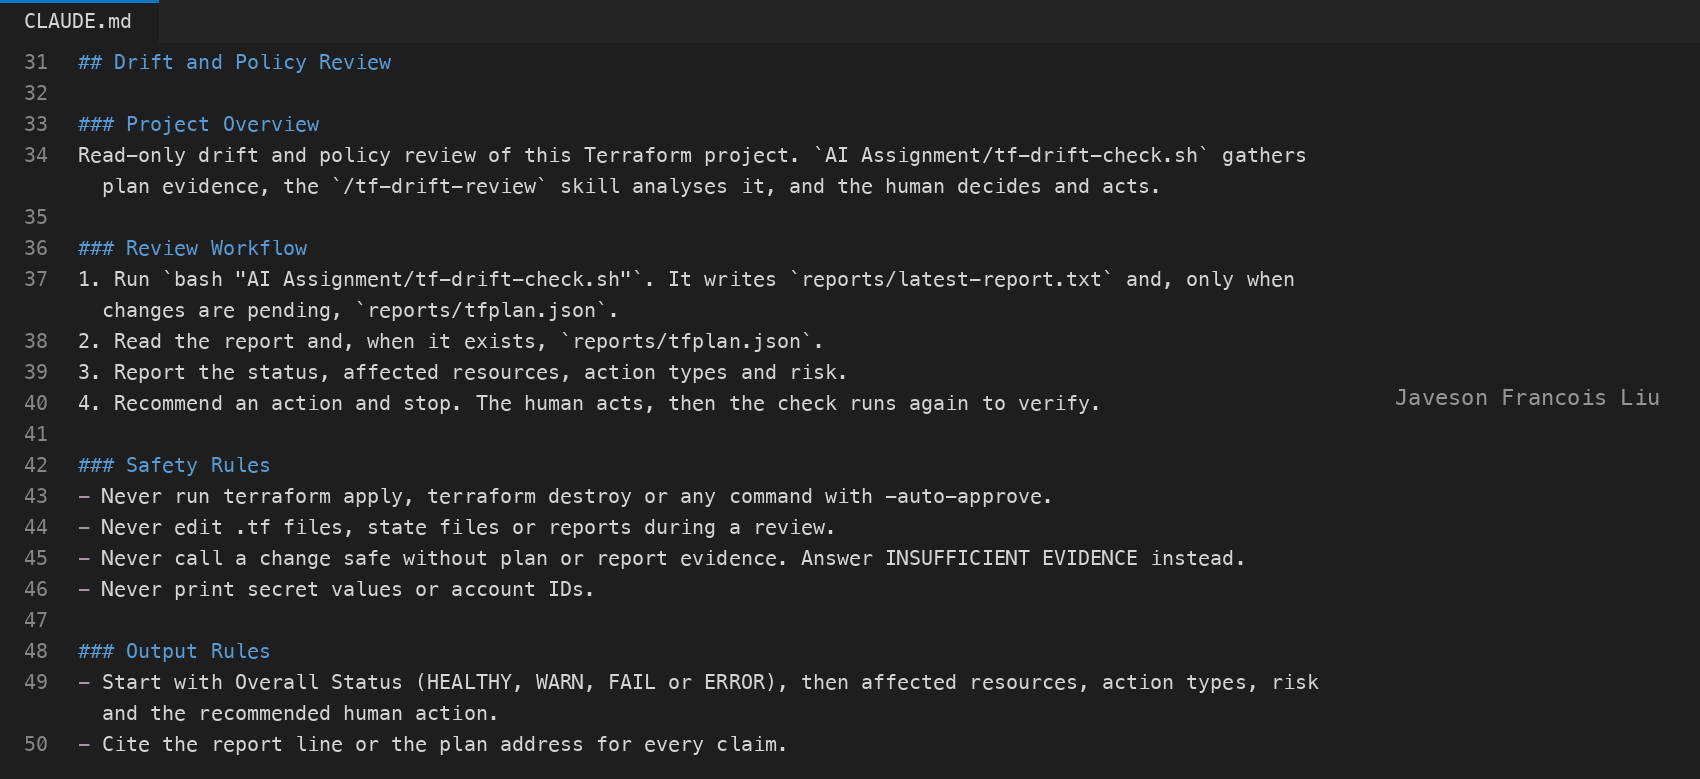 CLAUDE.md
31 ## Drift and Policy Review
32
33 ### Project Overview
34 Read-only drift and policy review of this Terraform project. `AI Assignment/tf-drift-check.sh` gathers
plan evidence, the `/tf-drift-review` skill analyses it, and the human decides and acts.
35
36 ### Review Workflow
37 1. Run `bash "AI Assignment/tf-drift-check.sh"`. It writes `reports/latest-report.txt` and, only when
changes are pending, `reports/tfplan.json`.
38 2. Read the report and, when it exists, `reports/tfplan.json`.
39 3. Report the status, affected resources, action types and risk.
40 4. Recommend an action and stop. The human acts, then the check runs again to verify.
Javeson Francois Liu
41
42 ### Safety Rules
43 - Never run terraform apply, terraform destroy or any command with -auto-approve.
44 - Never edit .tf files, state files or reports during a review.
45 - Never call a change safe without plan or report evidence. Answer INSUFFICIENT EVIDENCE instead.
46 - Never print secret values or account IDs.
47
48 ### Output Rules
49 - Start with Overall Status (HEALTHY, WARN, FAIL or ERROR), then affected resources, action types, risk
and the recommended human action.
50 - Cite the report line or the plan address for every claim.